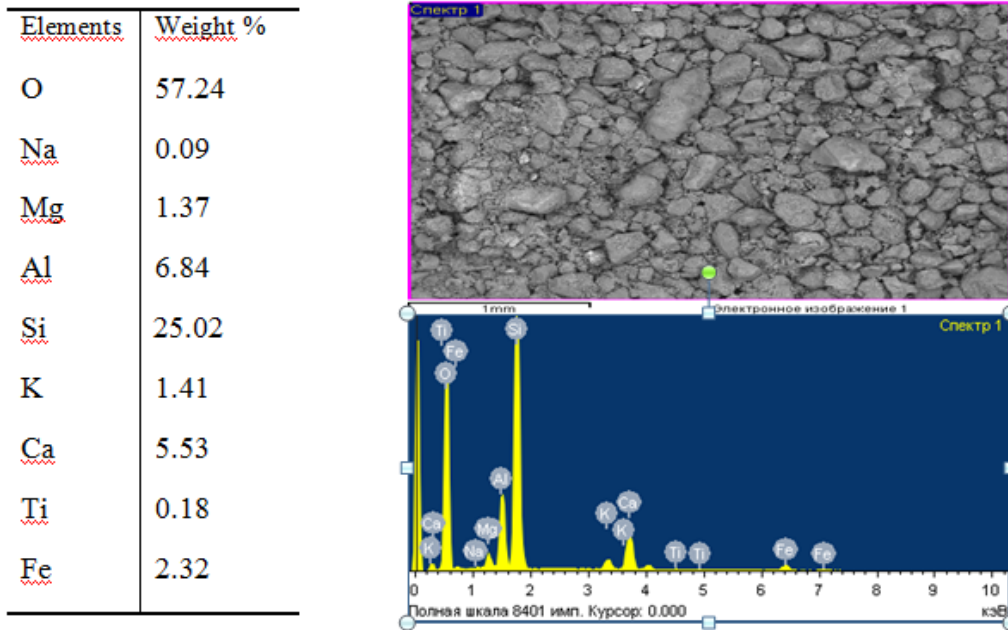 Elements Weight %
O 57.24
Na 0.09
Mg 1.37
Al 6.84
Si 25.02
K 1.41
Ca 5.53
Ti 0.18
Fe 2.32
Спектр 1
1mm Электронное изображение 1
Спектр 1
Ti Si
Fe
O
Al
Ca
K
Ca
Mg
K
K Na Ti Ti Fe Fe
0 1 2 3 4 5 6 7 8 9 10
Полная шкала 8401 имп. Курсор: 0.000 кэВ